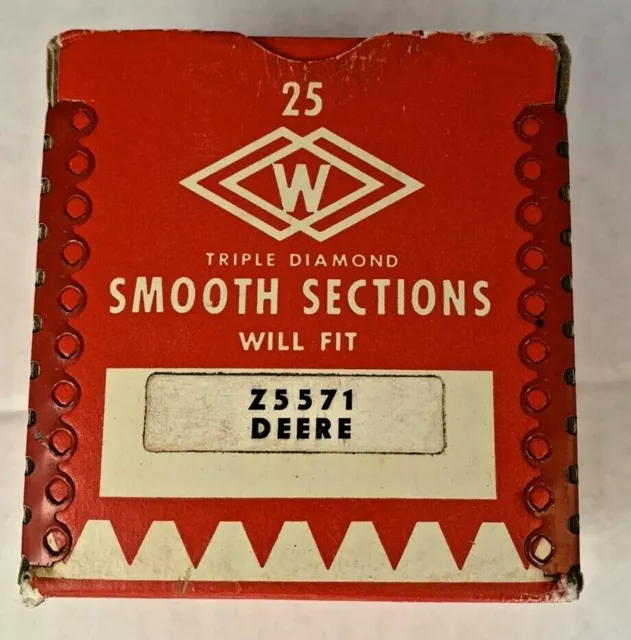 25
W
TRIPLE DIAMOND
SMOOTH SECTIONS
WILL FIT
Z5571
DEERE